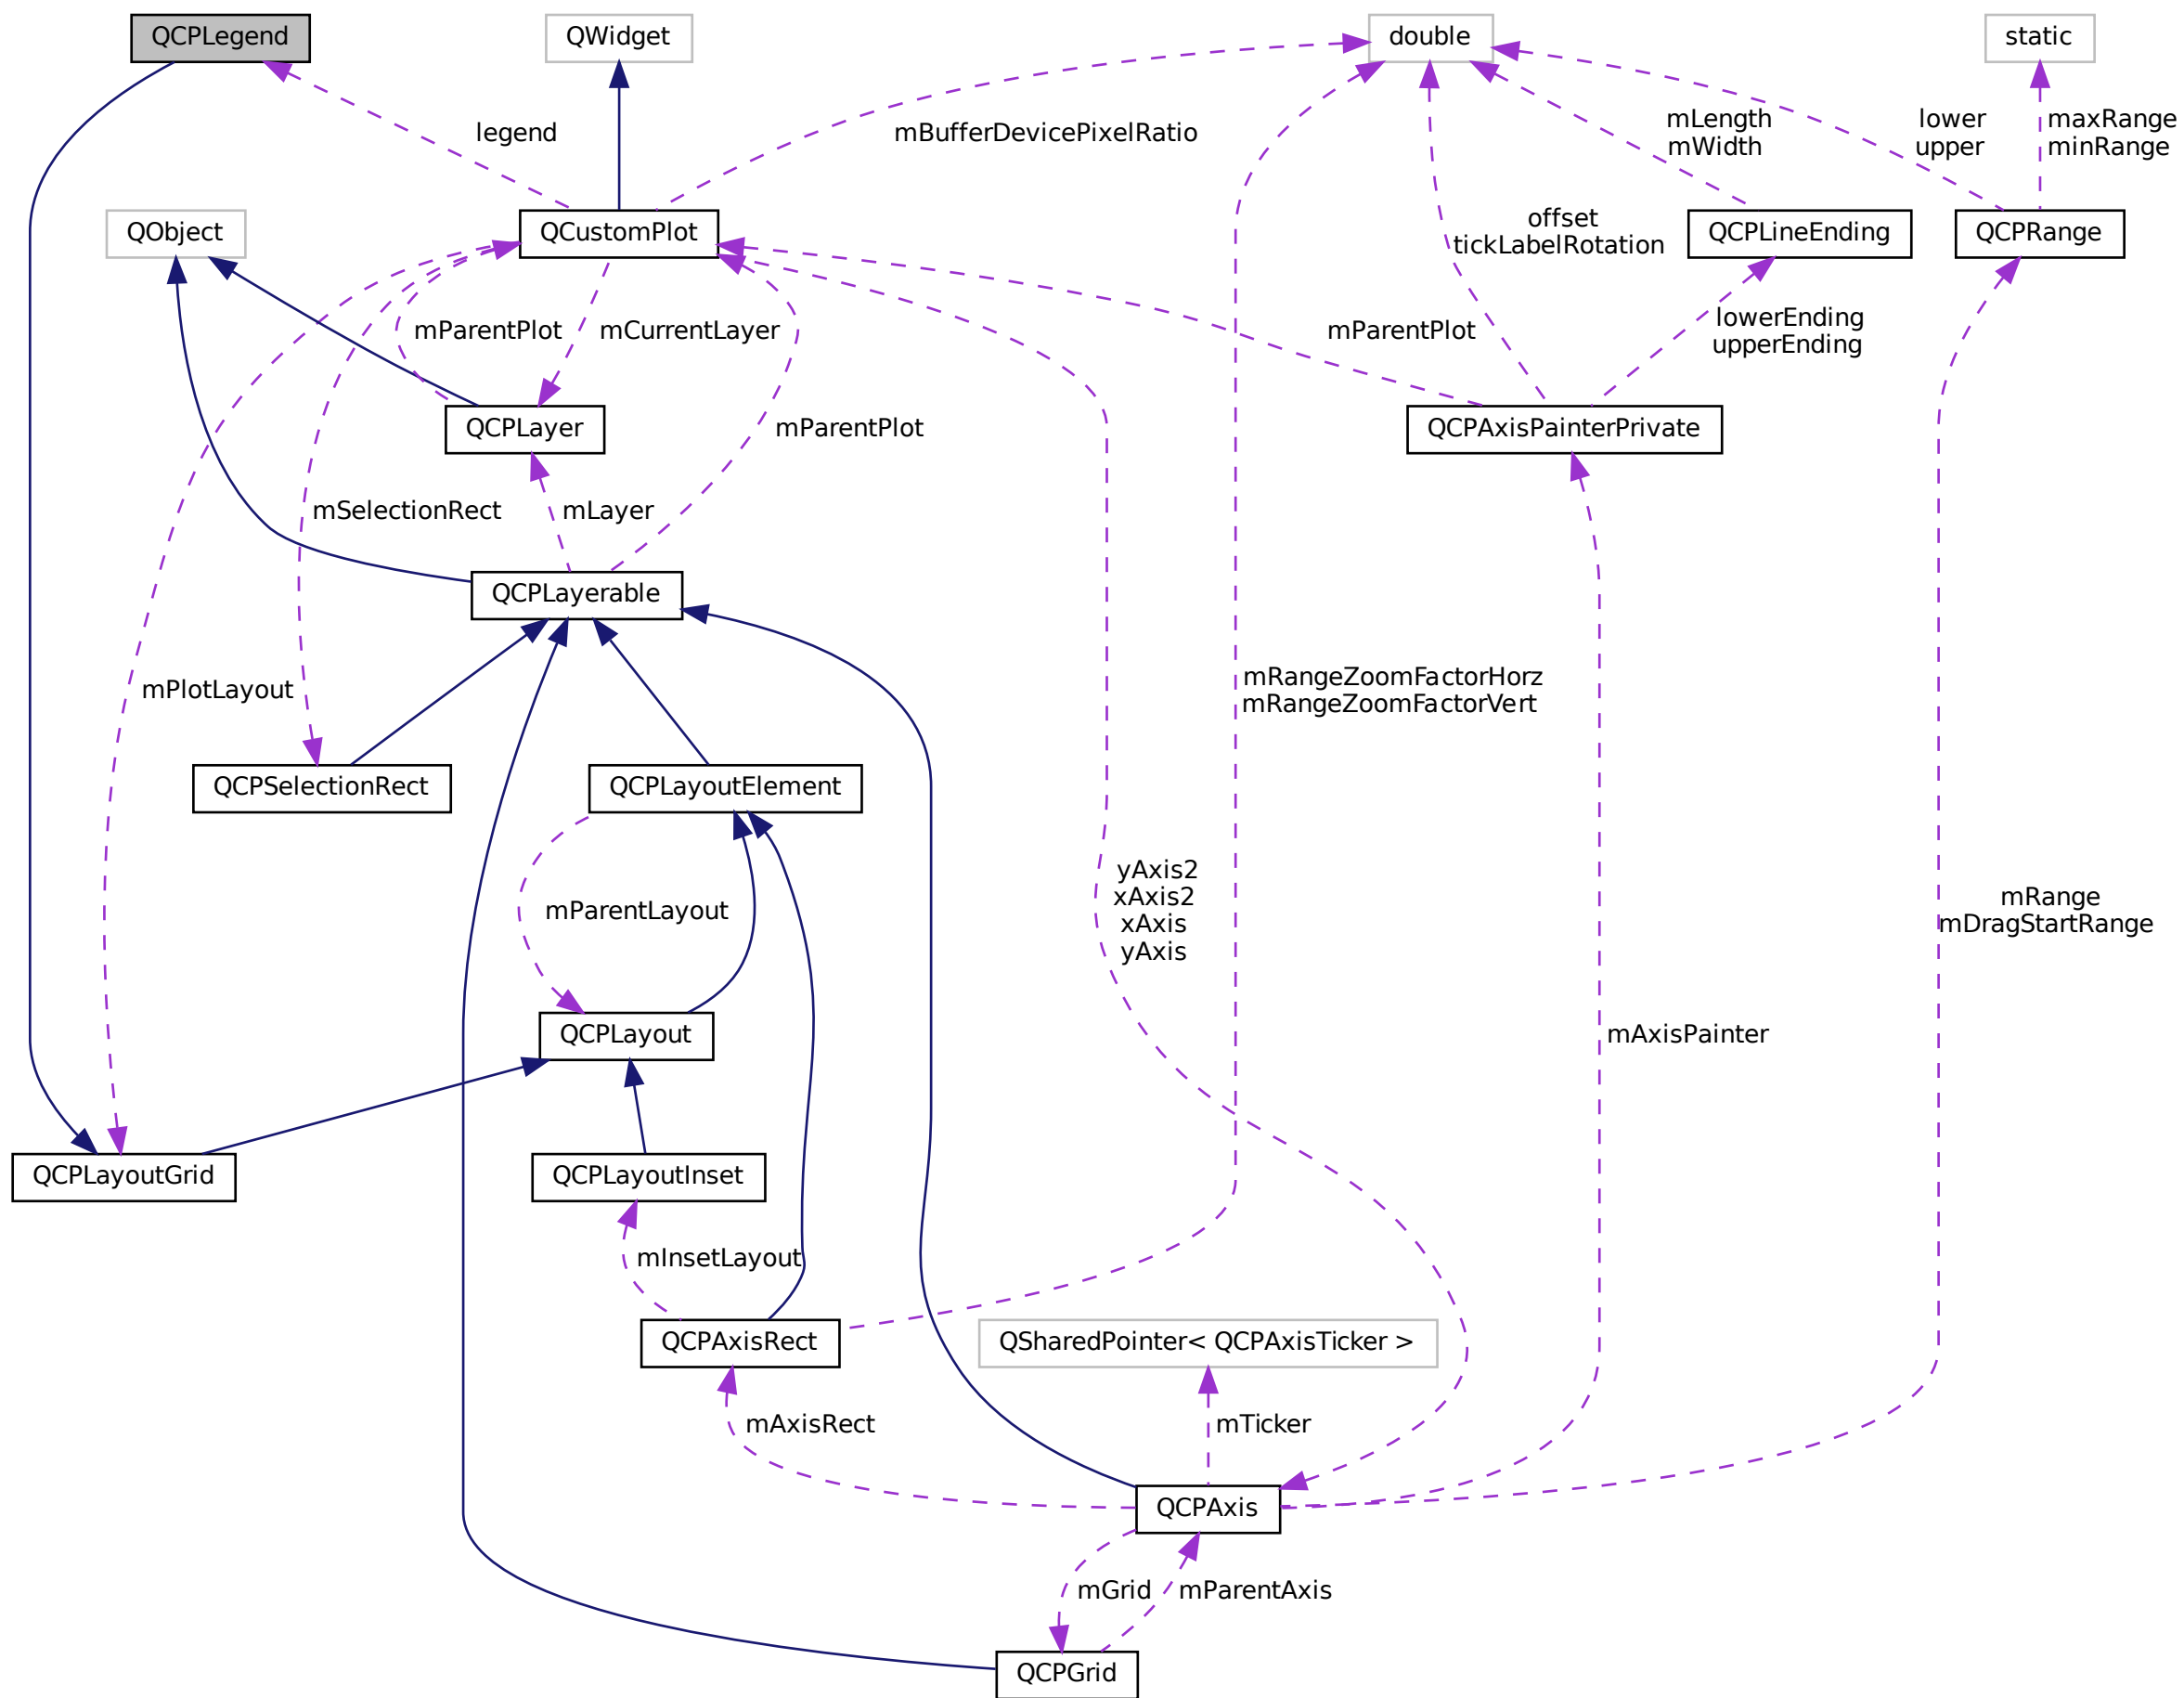 QCPLegend
QWidget
double
static
legend
mBufferDevicePixelRatio
mLength
mWidth
lower
upper
maxRange
minRange
QObject
QCustomPlot
offset
tickLabelRotation
QCPLineEnding
QCPRange
mParentPlot
mCurrentLayer
mParentPlot
lowerEnding
upperEnding
QCPLayer
mParentPlot
QCPAxisPainterPrivate
mSelectionRect
mLayer
QCPLayerable
mPlotLayout
mRangeZoomFactorHorz
mRangeZoomFactorVert
QCPSelectionRect
QCPLayoutElement
mParentLayout
yAxis2
xAxis2
xAxis
yAxis
mRange
mDragStartRange
QCPLayout
mAxisPainter
QCPLayoutGrid
QCPLayoutInset
mInsetLayout
QCPAxisRect
QSharedPointer< QCPAxisTicker >
mAxisRect
mTicker
QCPAxis
mGrid
mParentAxis
QCPGrid